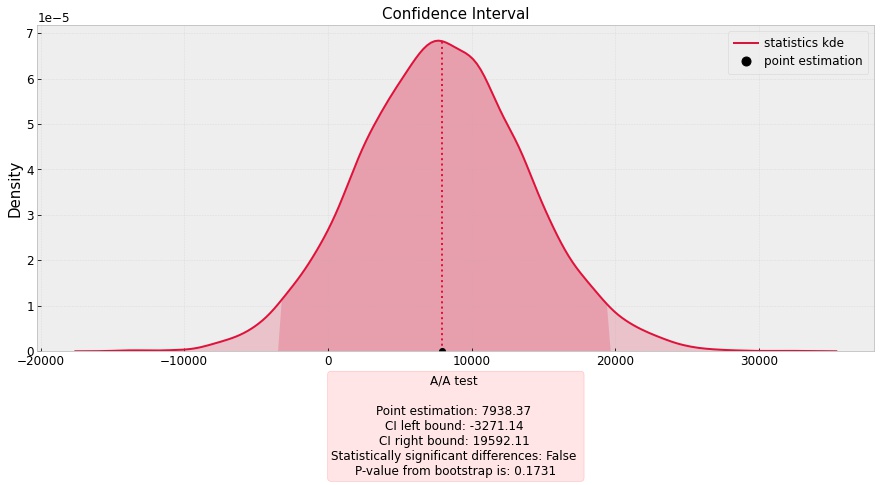 Confidence Interval
1e−5
statistics kde
point estimation
7
6
5
4
3
2
1
0
Density
−20000
−10000
0
10000
20000
30000
A/A test
Point estimation: 7938.37
CI left bound: -3271.14
CI right bound: 19592.11
Statistically significant differences: False
P-value from bootstrap is: 0.1731